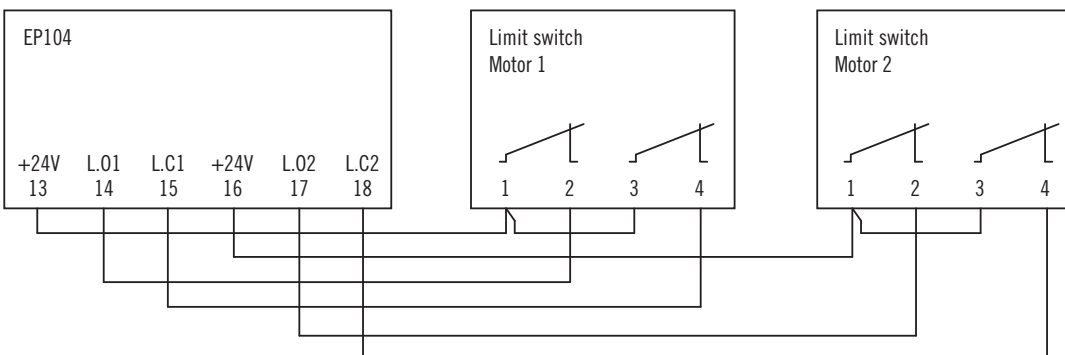 EP104
+24V L.O1 L.C1 +24V L.O2 L.C2
13 14 15 16 17 18
Limit switch
Motor 1
1 2 3 4
Limit switch
Motor 2
1 2 3 4